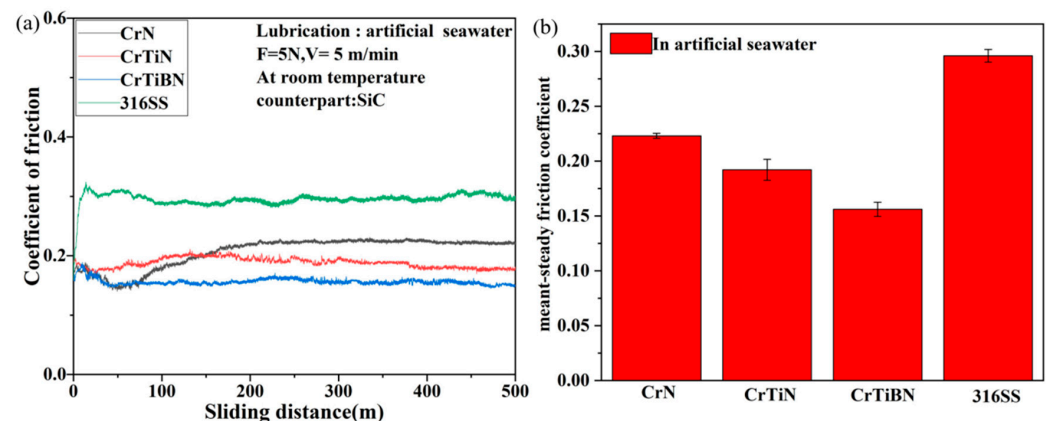 (a)
0.6
0.4
0.2
0.0
Coefficient of friction
CrN
CrTiN
CrTiBN
316SS
Lubrication : artificial seawater
F=5N,V= 5 m/min
At room temperature
counterpart:SiC
0 100 200 300 400 500
Sliding distance(m)
(b)
0.30
0.25
0.20
0.15
0.10
0.05
0.00
meant-steady friction coefficient
In artificial seawater
CrN CrTiN CrTiBN 316SS